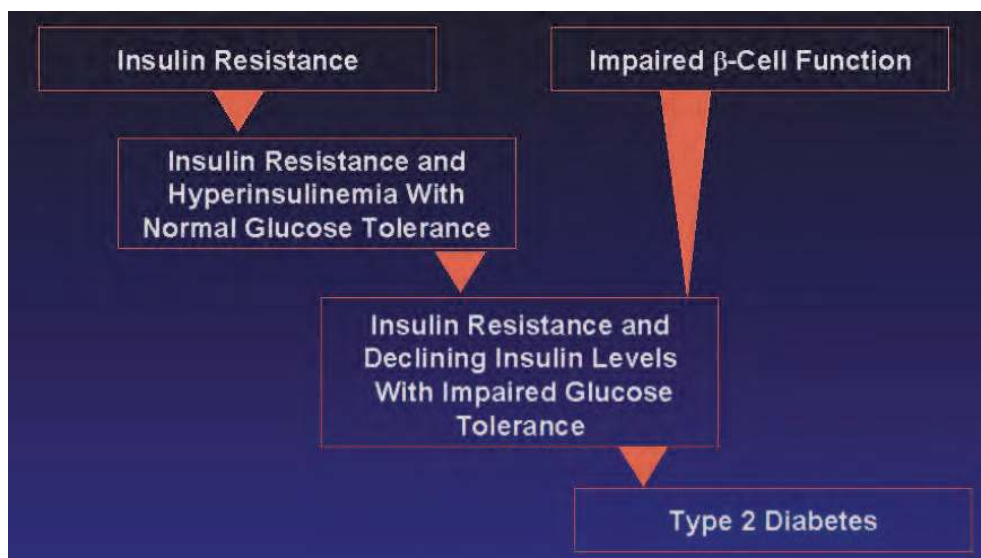 Insulin Resistance
Impaired β-Cell Function
Insulin Resistance and
Hyperinsulinemia With
Normal Glucose Tolerance
Insulin Resistance and
Declining Insulin Levels
With Impaired Glucose
Tolerance
Type 2 Diabetes